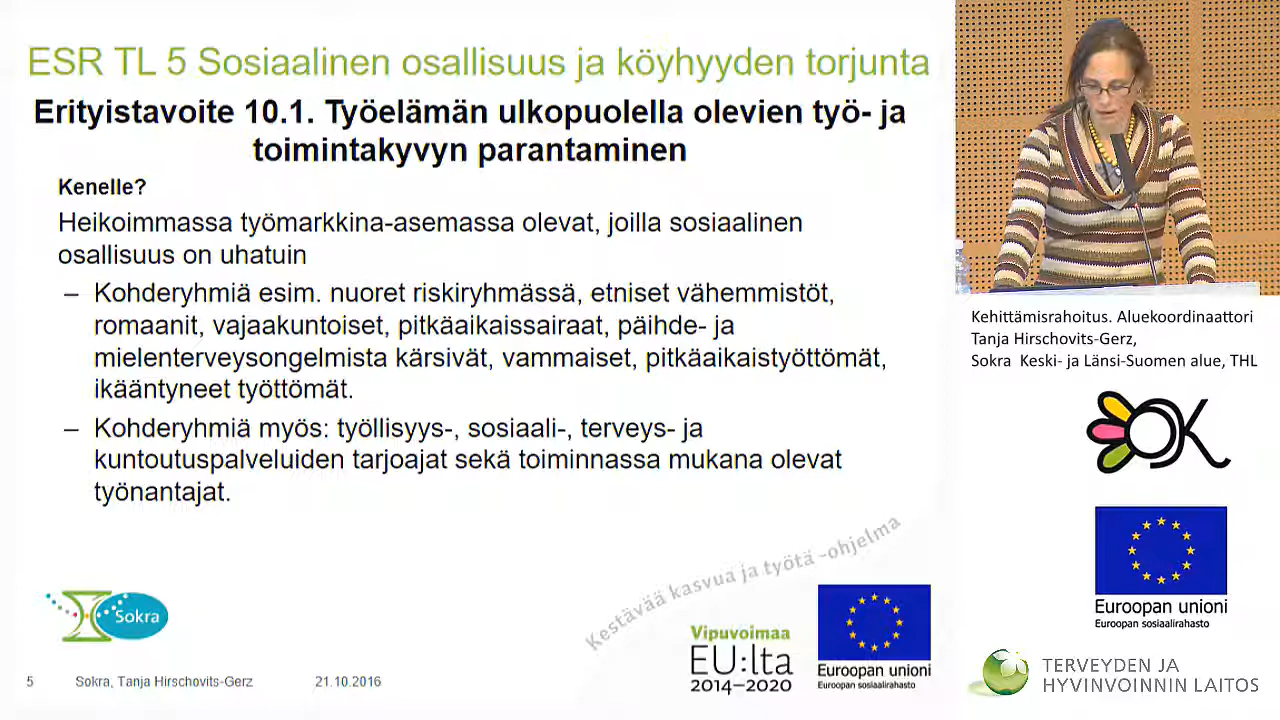 ESR TL 5 Sosiaalinen osallisuus ja köyhyyden torjunta
Erityistavoite 10.1. Työelämän ulkopuolella olevien työ- ja
toimintakyvyn parantaminen
Kenelle?
Heikoimmassa työmarkkina-asemassa olevat, joilla sosiaalinen
osallisuus on uhatuin
– Kohderyhmiä esim. nuoret riskiryhmässä, etniset vähemmistöt,
romaanit, vajaakuntoiset, pitkäaikaissairaat, päihde- ja
mielenterveysongelmista kärsivät, vammaiset, pitkäaikaistyöttömät,
ikääntyneet työttömät.
– Kohderyhmiä myös: työllisyys-, sosiaali-, terveys- ja
kuntoutuspalveluiden tarjoajat sekä toiminnassa mukana olevat
työnantajat.
Kestävää kasvua ja työtä -ohjelma
Sokra
Vipuvoimaa
EU:lta
2014–2020
Euroopan unioni
Euroopan sosiaalirahasto
5 Sokra, Tanja Hirschovits-Gerz 21.10.2016
Kehittämisrahoitus. Aluekoordinaattori
Tanja Hirschovits-Gerz,
Sokra Keski- ja Länsi-Suomen alue, THL
SOK
Euroopan unioni
Euroopan sosiaalirahasto
TERVEYDEN JA
HYVINVOINNIN LAITOS